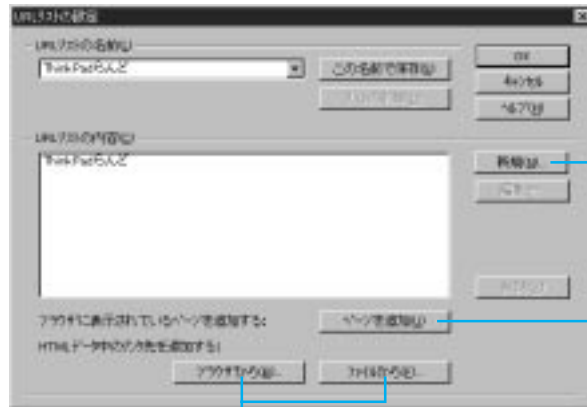 URLリストの設定
URLリストの名前(L)
ThinkPadらんど
この名前で保存(N)
OK
キャンセル
ヘルプ(H)
URLリストの内容(C)
ThinkPadらんど
新規(W)...
ブラウザに表示されているページを追加する:
ページを追加(U)
HTMLデータ中のリンク先を追加する:
ブラウザから(B)...
ファイルから(F)...